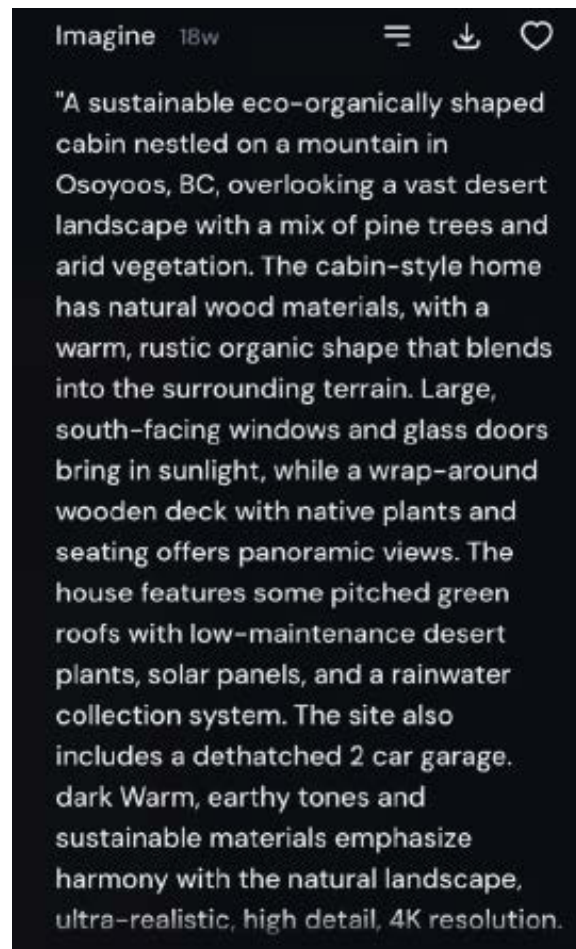 Imagine 18w
"A sustainable eco-organically shaped
cabin nestled on a mountain in
Osoyoos, BC, overlooking a vast desert
landscape with a mix of pine trees and
arid vegetation. The cabin-style home
has natural wood materials, with a
warm, rustic organic shape that blends
into the surrounding terrain. Large,
south-facing windows and glass doors
bring in sunlight, while a wrap-around
wooden deck with native plants and
seating offers panoramic views. The
house features some pitched green
roofs with low-maintenance desert
plants, solar panels, and a rainwater
collection system. The site also
includes a dethatched 2 car garage.
dark Warm, earthy tones and
sustainable materials emphasize
harmony with the natural landscape,
ultra-realistic, high detail, 4K resolution.